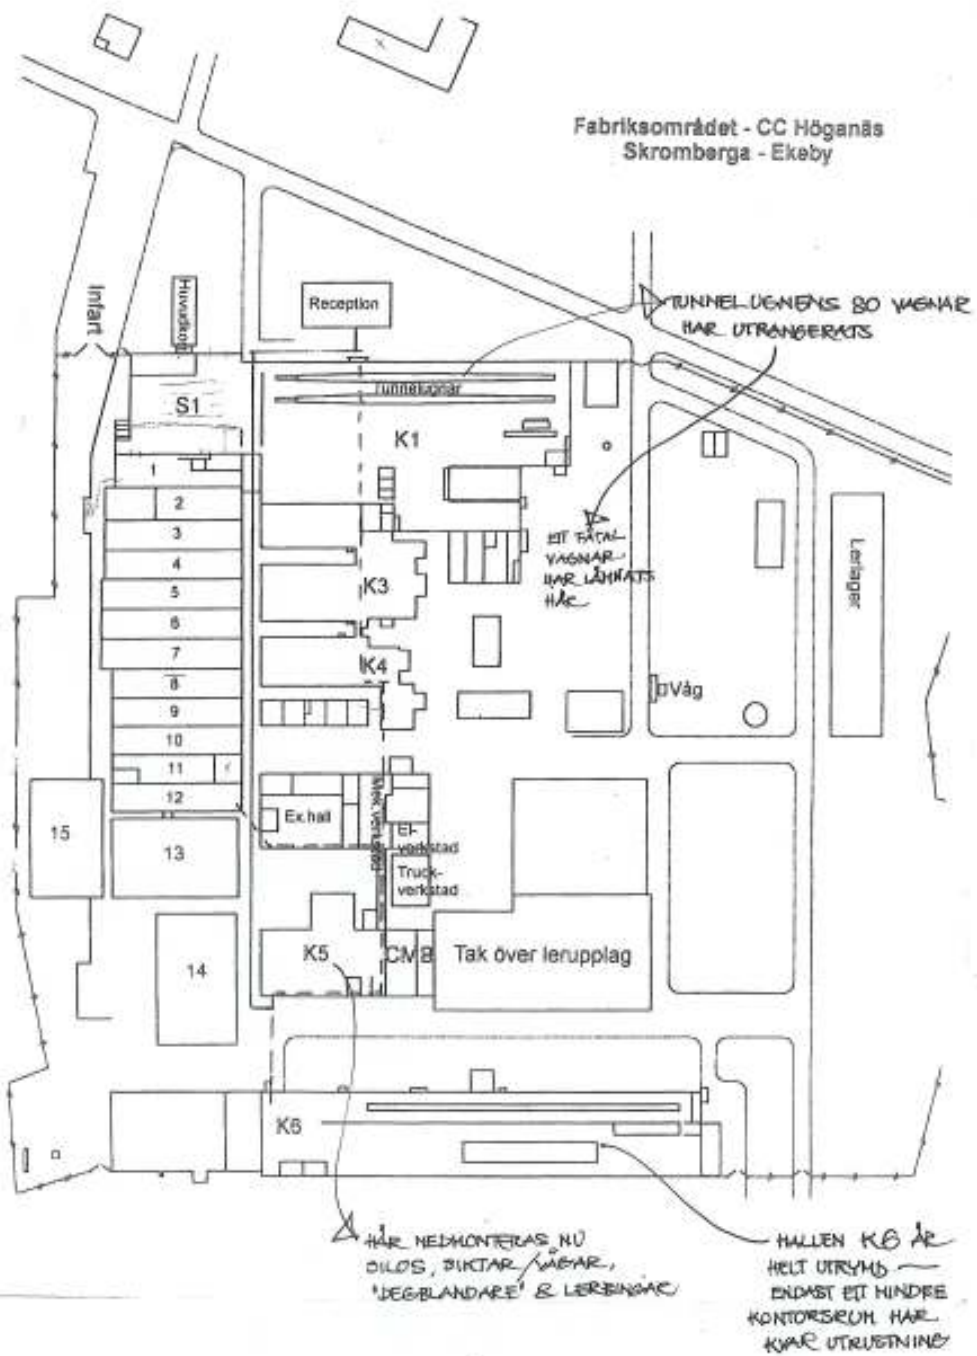 Fabriksområdet - CC Höganäs
Skromberga - Ekeby
Infart
Huvudkon
Reception
TUNNELUGNENS 80 VAGNAR
HAR UTRANGERATS
Tunnelugnar
S1
K1
1
2
3
4
5
6
7
8
9
10
11
12
13
14
15
K3
K4
ETT FÅTAL
VAGNAR
HAR LÄMNATS
HÄR
Lerlager
Våg
Ex.hall
Mek. verkstad
El-
verkstad
Truck-
verkstad
K5
CMB
Tak över lerupplag
K6
HÄR NEDMONTERAS NU
SILOS, SIKTAR / VÅGAR,
"DEGBLANDARE" & LERBINGAR
HALLEN K6 ÄR
HELT UTRYMD —
ENDAST ETT MINDRE
KONTORSRUM HAR
KVAR UTRUSTNING